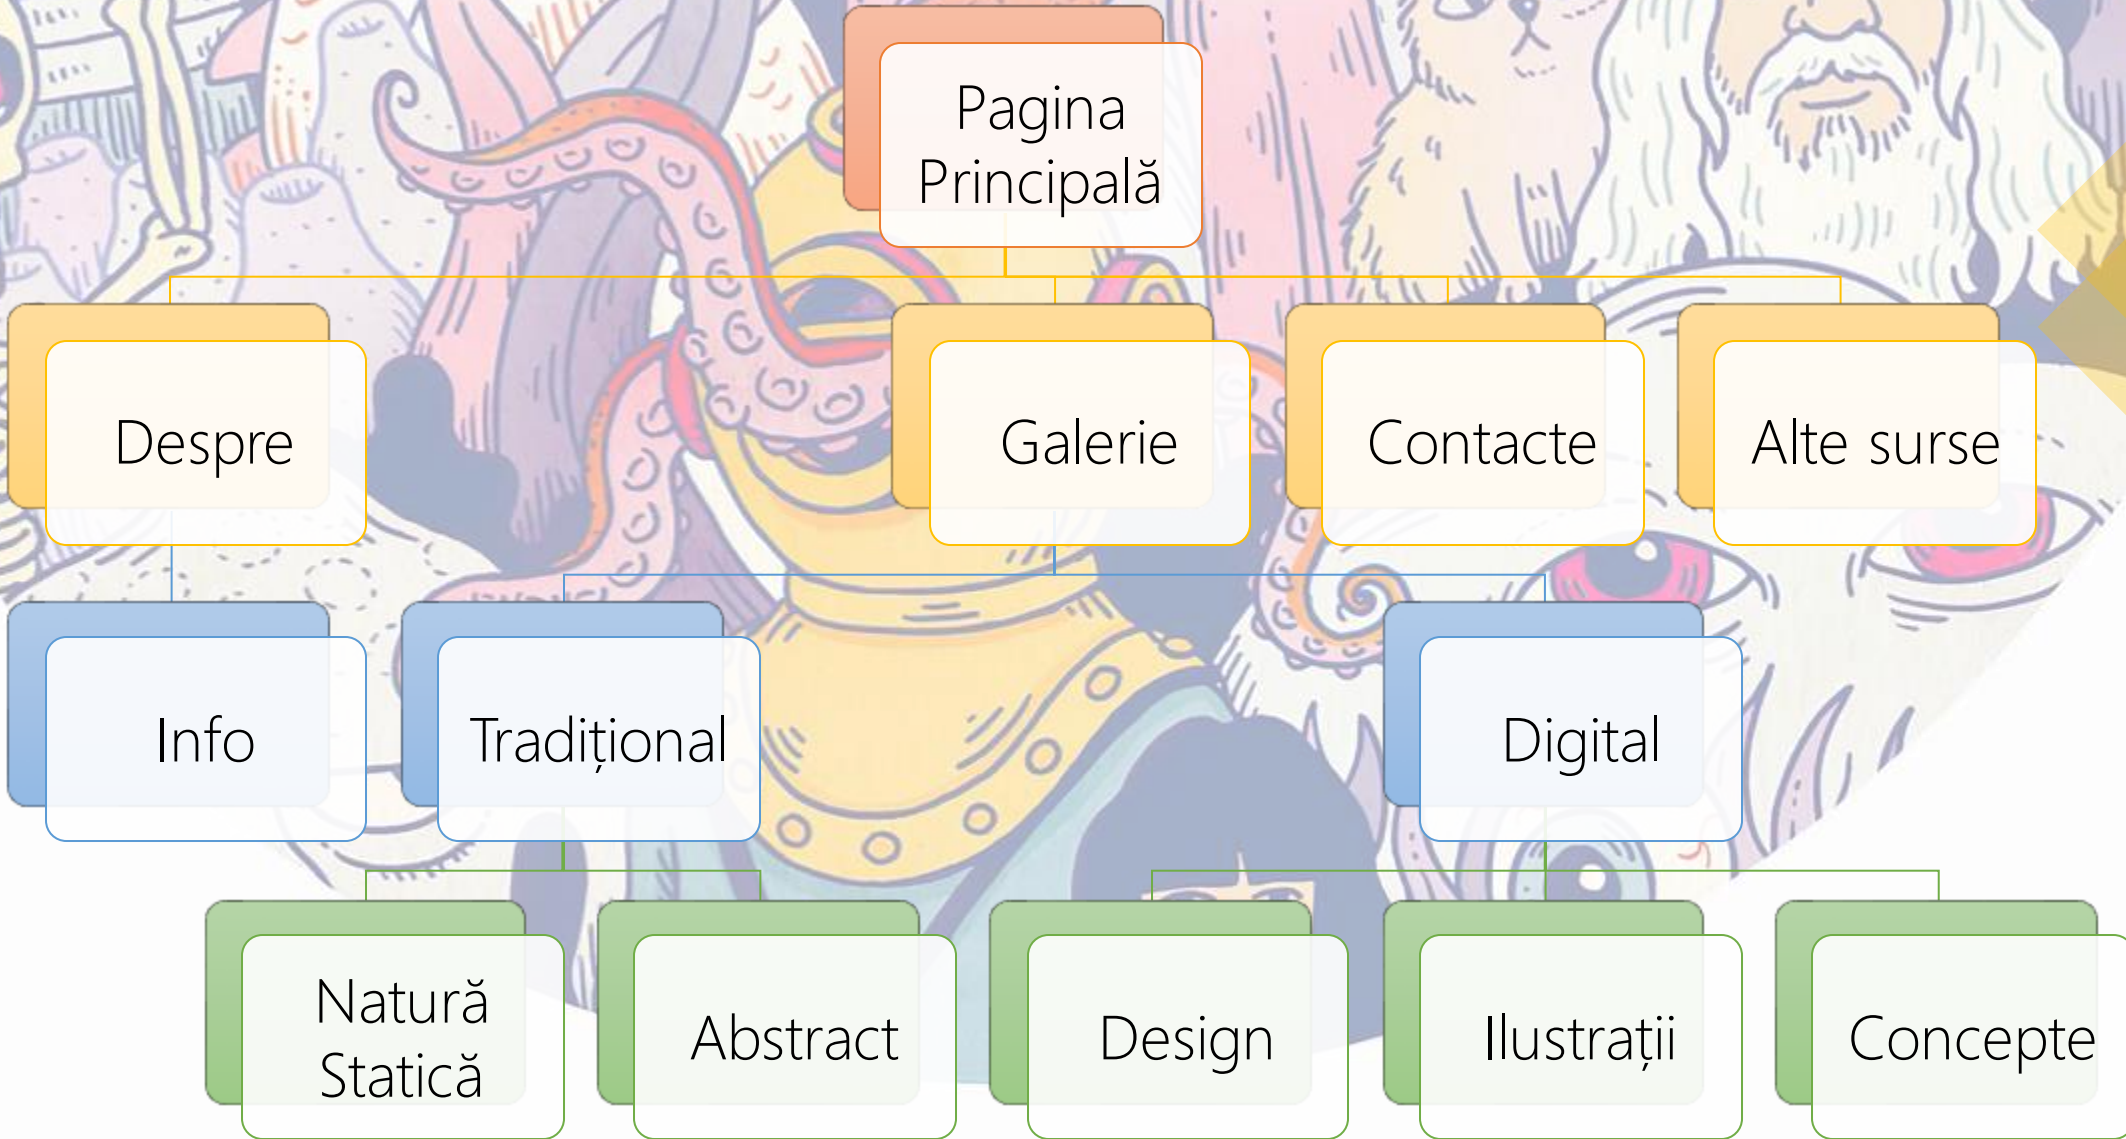 Pagina
Principală
Despre
Galerie
Contacte
Alte surse
Info
Tradițional
Digital
Natură
Statică
Abstract
Design
Ilustrații
Concepte